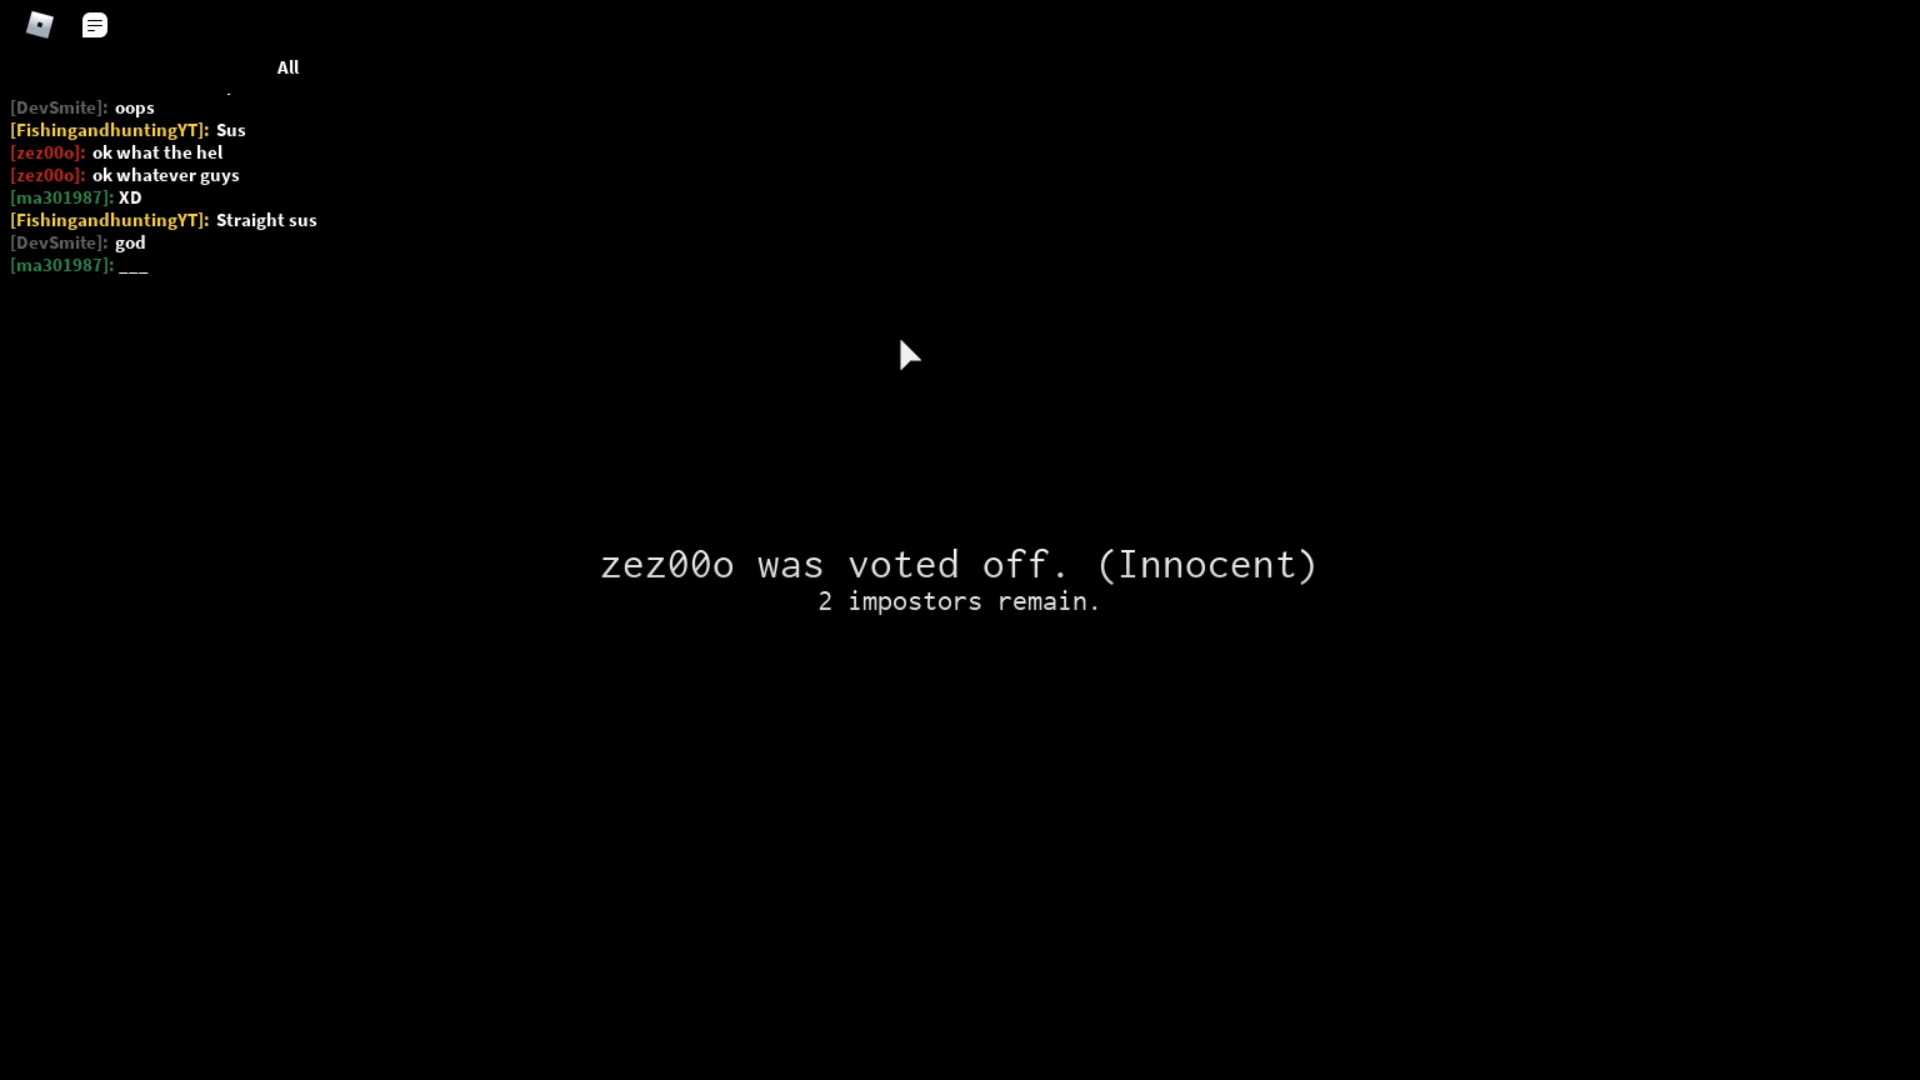 All
[DevSmite]: oops
[FishingandhuntingYT]: Sus
[zez00o]: ok what the hel
[zez00o]: ok whatever guys
[ma301987]: XD
[FishingandhuntingYT]: Straight sus
[DevSmite]: god
[ma301987]: ___
zez00o was voted off. (Innocent)
2 impostors remain.